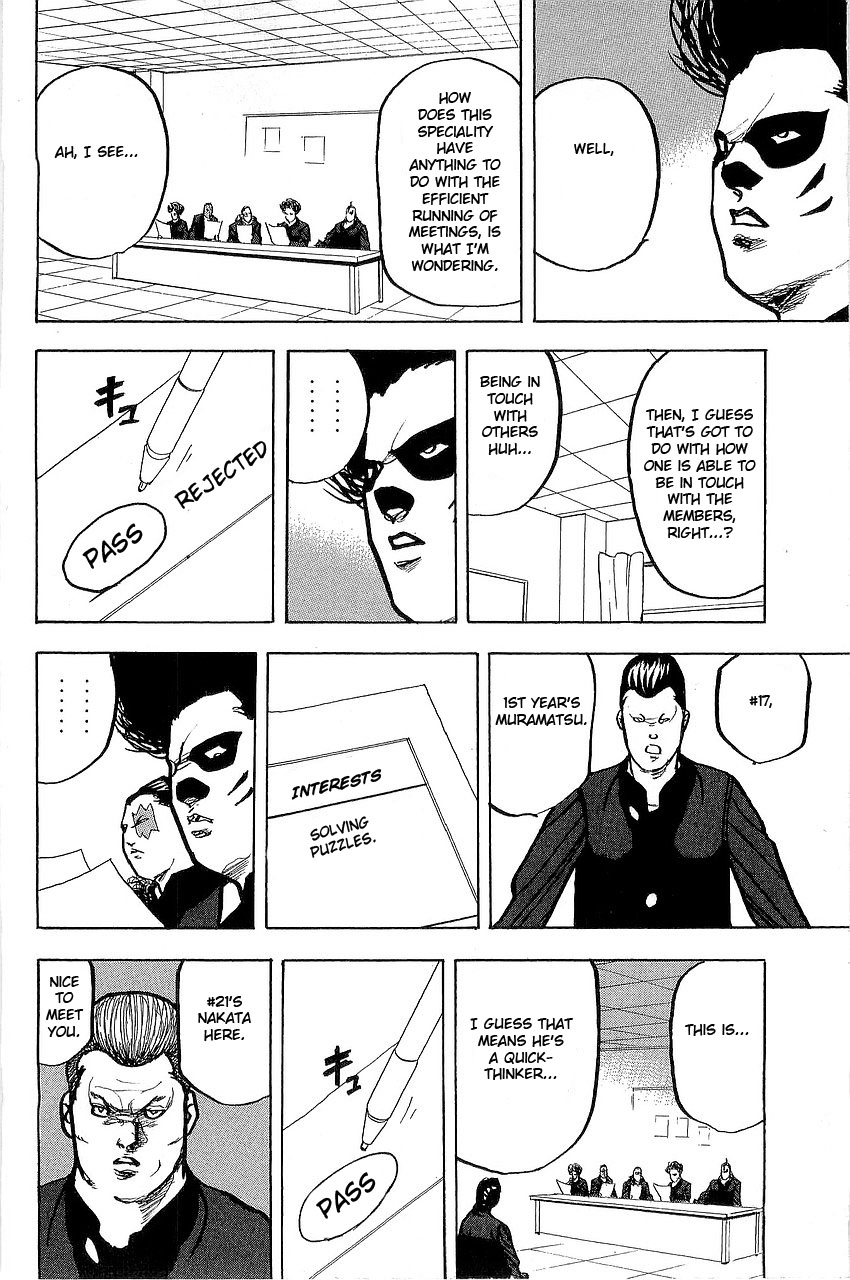 WELL,
HOW
DOES THIS
SPECIALITY
HAVE
ANYTHING TO
DO WITH THE
EFFICIENT
RUNNING OF
MEETINGS, IS
WHAT I'M
WONDERING.
AH, I SEE...
THEN, I GUESS
THAT'S GOT TO
DO WITH HOW
ONE IS ABLE TO
BE IN TOUCH
WITH THE
MEMBERS,
RIGHT...?
BEING IN
TOUCH
WITH
OTHERS
HUH...
......
......
キュ
REJECTED
PASS
#17,
1ST YEAR'S
MURAMATSU.
INTERESTS
SOLVING
PUZZLES.
......
......
THIS IS...
I GUESS THAT
MEANS HE'S
A QUICK-
THINKER...
キュ
PASS
#21'S
NAKATA
HERE.
NICE
TO
MEET
YOU.